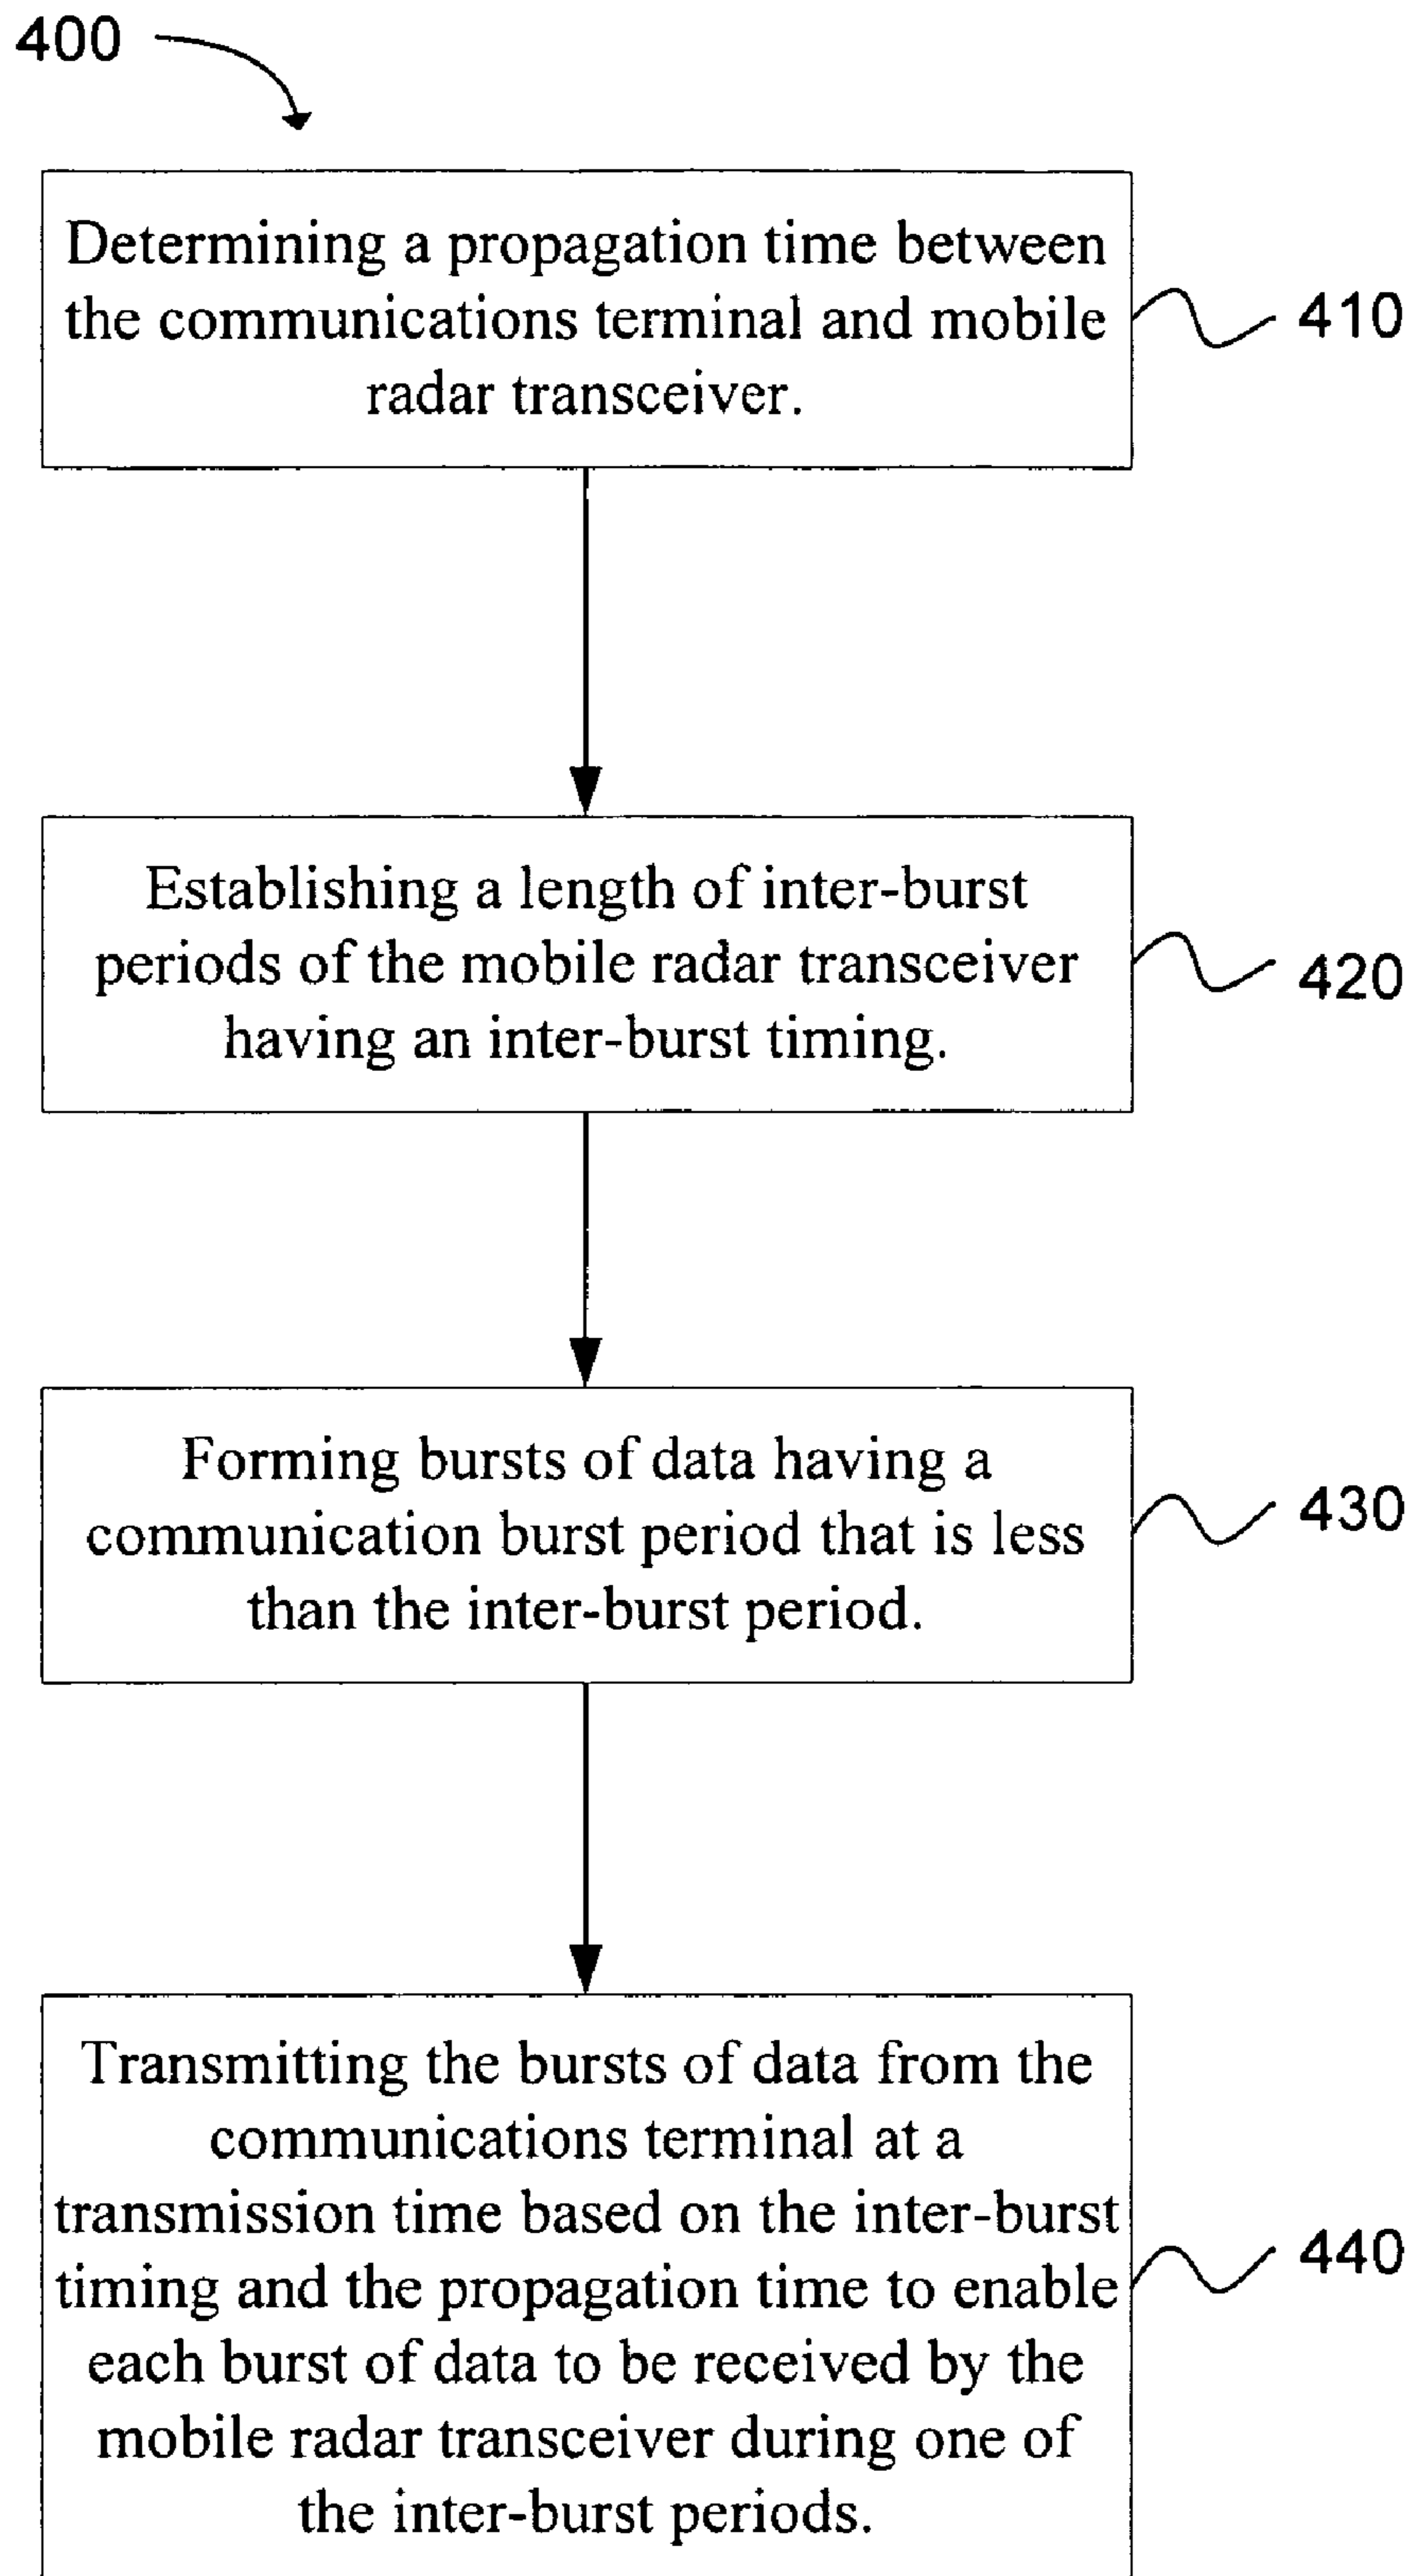 400
Determining a propagation time between
the communications terminal and mobile
radar transceiver.
410
Establishing a length of inter-burst
periods of the mobile radar transceiver
having an inter-burst timing.
420
Forming bursts of data having a
communication burst period that is less
than the inter-burst period.
430
Transmitting the bursts of data from the
communications terminal at a
transmission time based on the inter-burst
timing and the propagation time to enable
each burst of data to be received by the
mobile radar transceiver during one of
the inter-burst periods.
440